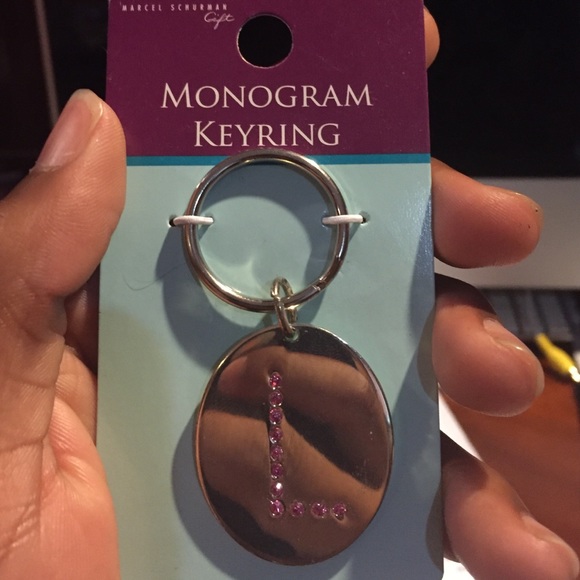 MARCEL SCHURMAN
Gift
MONOGRAM
KEYRING
L